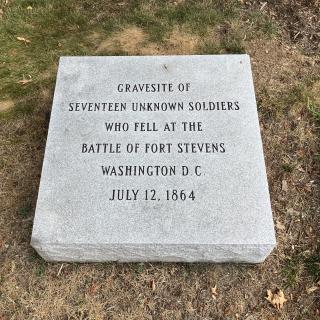 GRAVESITE OF
SEVENTEEN UNKNOWN SOLDIERS
WHO FELL AT THE
BATTLE OF FORT STEVENS
WASHINGTON D.C.
JULY 12, 1864